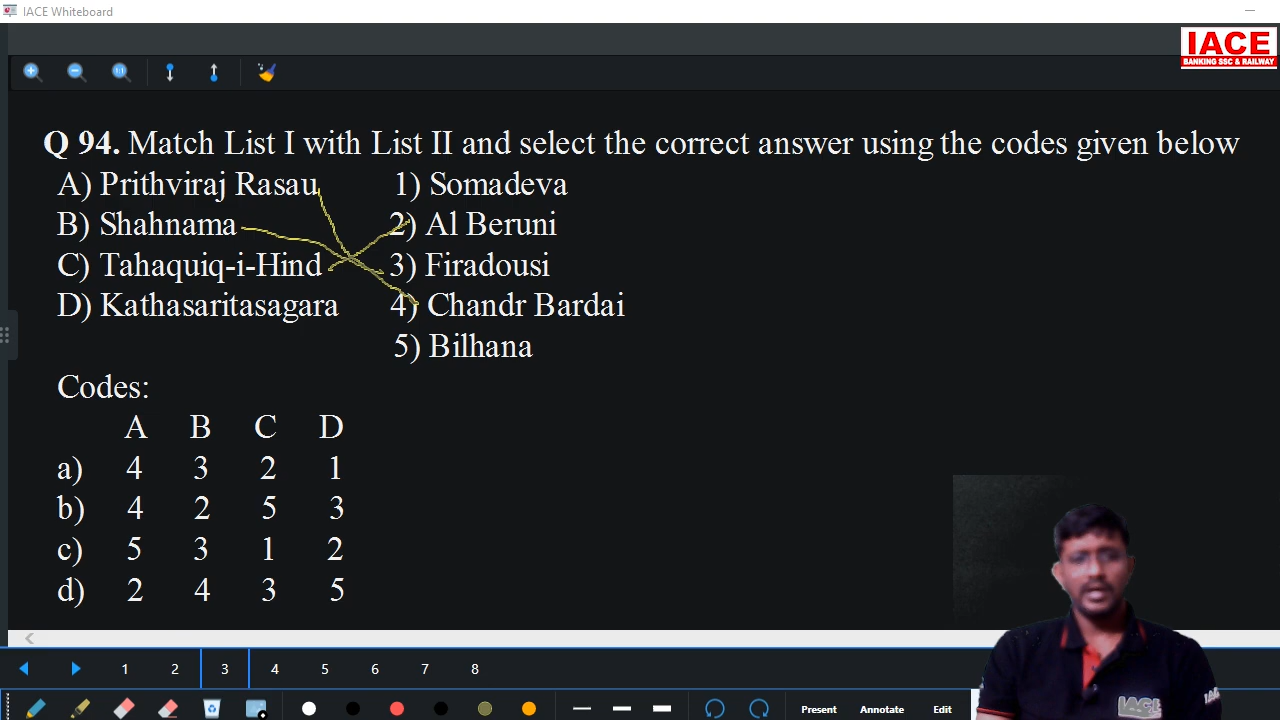 IACE Whiteboard
IACE
BANKING SSC & RAILWAY
Q 94. Match List I with List II and select the correct answer using the codes given below
A) Prithviraj Rasau 1) Somadeva
B) Shahnama 2) Al Beruni
C) Tahaquiq-i-Hind 3) Firadousi
D) Kathasaritasagara 4) Chandr Bardai
5) Bilhana
Codes:
A B C D
a) 4 3 2 1
b) 4 2 5 3
c) 5 3 1 2
d) 2 4 3 5
1 2 3 4 5 6 7 8
Present Annotate Edit
IACE